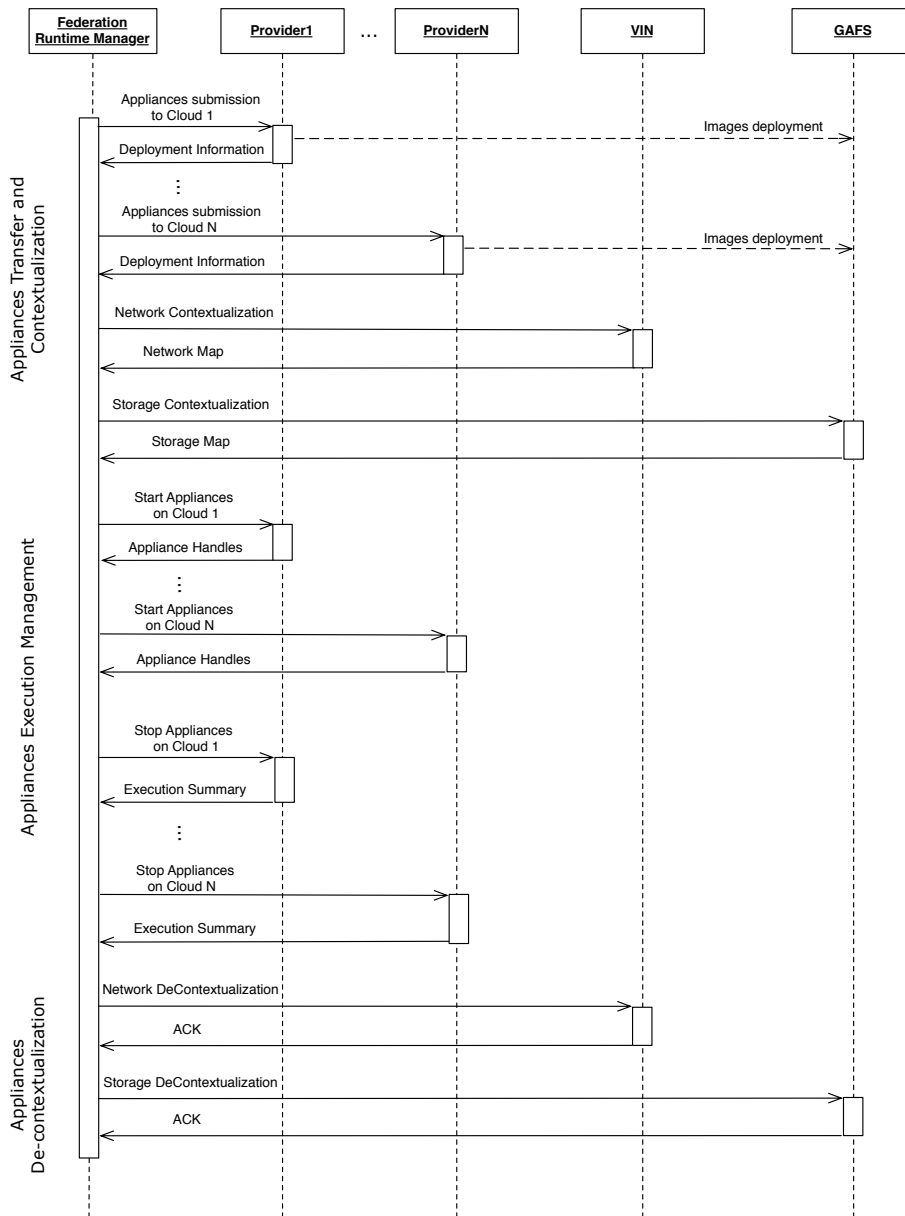 Federation
Runtime Manager
Provider1
...
ProviderN
VIN
GAFS
Appliances Transfer and
Contextualization
Appliances submission
to Cloud 1
Images deployment
Deployment Information
...
Appliances submission
to Cloud N
Images deployment
Deployment Information
Network Contextualization
Network Map
Storage Contextualization
Storage Map
Appliances Execution Management
Start Appliances
on Cloud 1
Appliance Handles
...
Start Appliances
on Cloud N
Appliance Handles
Stop Appliances
on Cloud 1
Execution Summary
...
Stop Appliances
on Cloud N
Execution Summary
Appliances
De-contextualization
Network DeContextualization
ACK
Storage DeContextualization
ACK